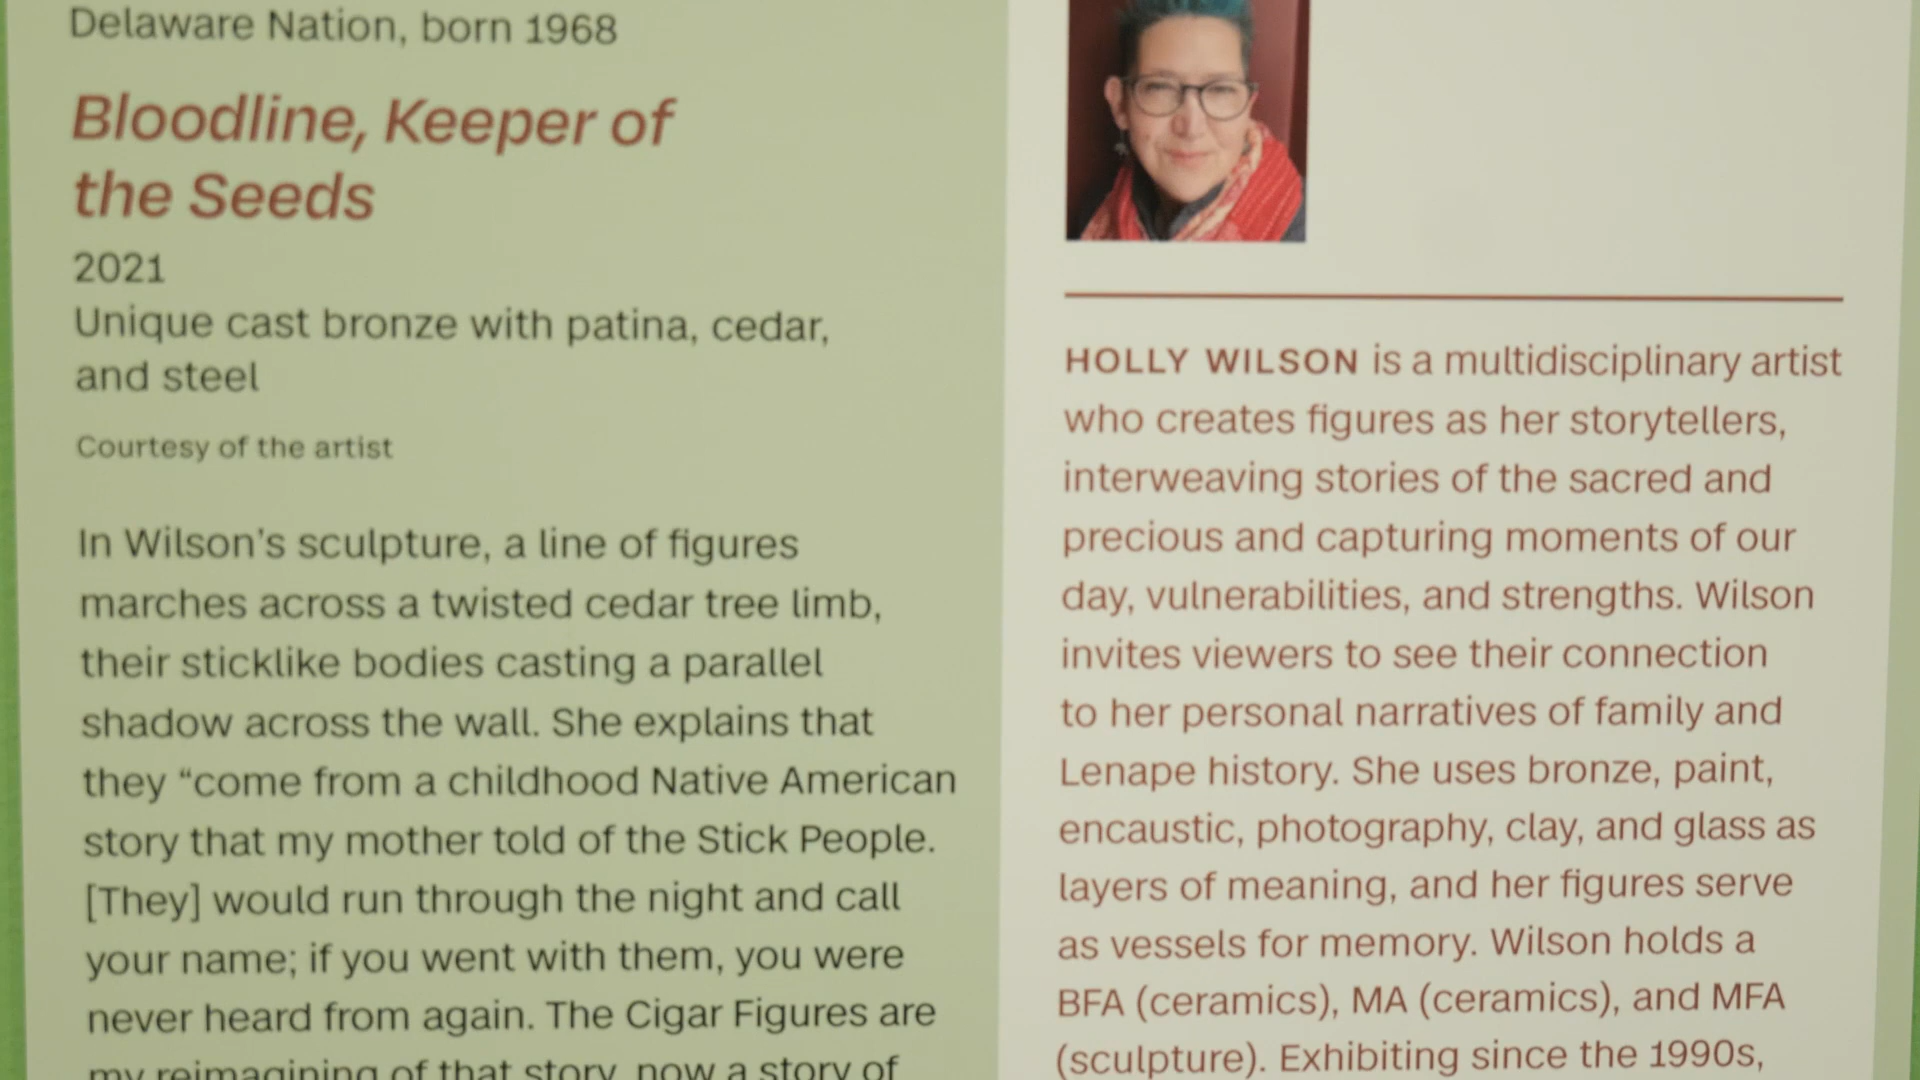 Delaware Nation, born 1968
Bloodline, Keeper of
the Seeds
2021
Unique cast bronze with patina, cedar,
and steel
Courtesy of the artist
In Wilson’s sculpture, a line of figures
marches across a twisted cedar tree limb,
their sticklike bodies casting a parallel
shadow across the wall. She explains that
they “come from a childhood Native American
story that my mother told of the Stick People.
[They] would run through the night and call
your name; if you went with them, you were
never heard from again. The Cigar Figures are
my reimagining of that story, now a story of
HOLLY WILSON is a multidisciplinary artist
who creates figures as her storytellers,
interweaving stories of the sacred and
precious and capturing moments of our
day, vulnerabilities, and strengths. Wilson
invites viewers to see their connection
to her personal narratives of family and
Lenape history. She uses bronze, paint,
encaustic, photography, clay, and glass as
layers of meaning, and her figures serve
as vessels for memory. Wilson holds a
BFA (ceramics), MA (ceramics), and MFA
(sculpture). Exhibiting since the 1990s,